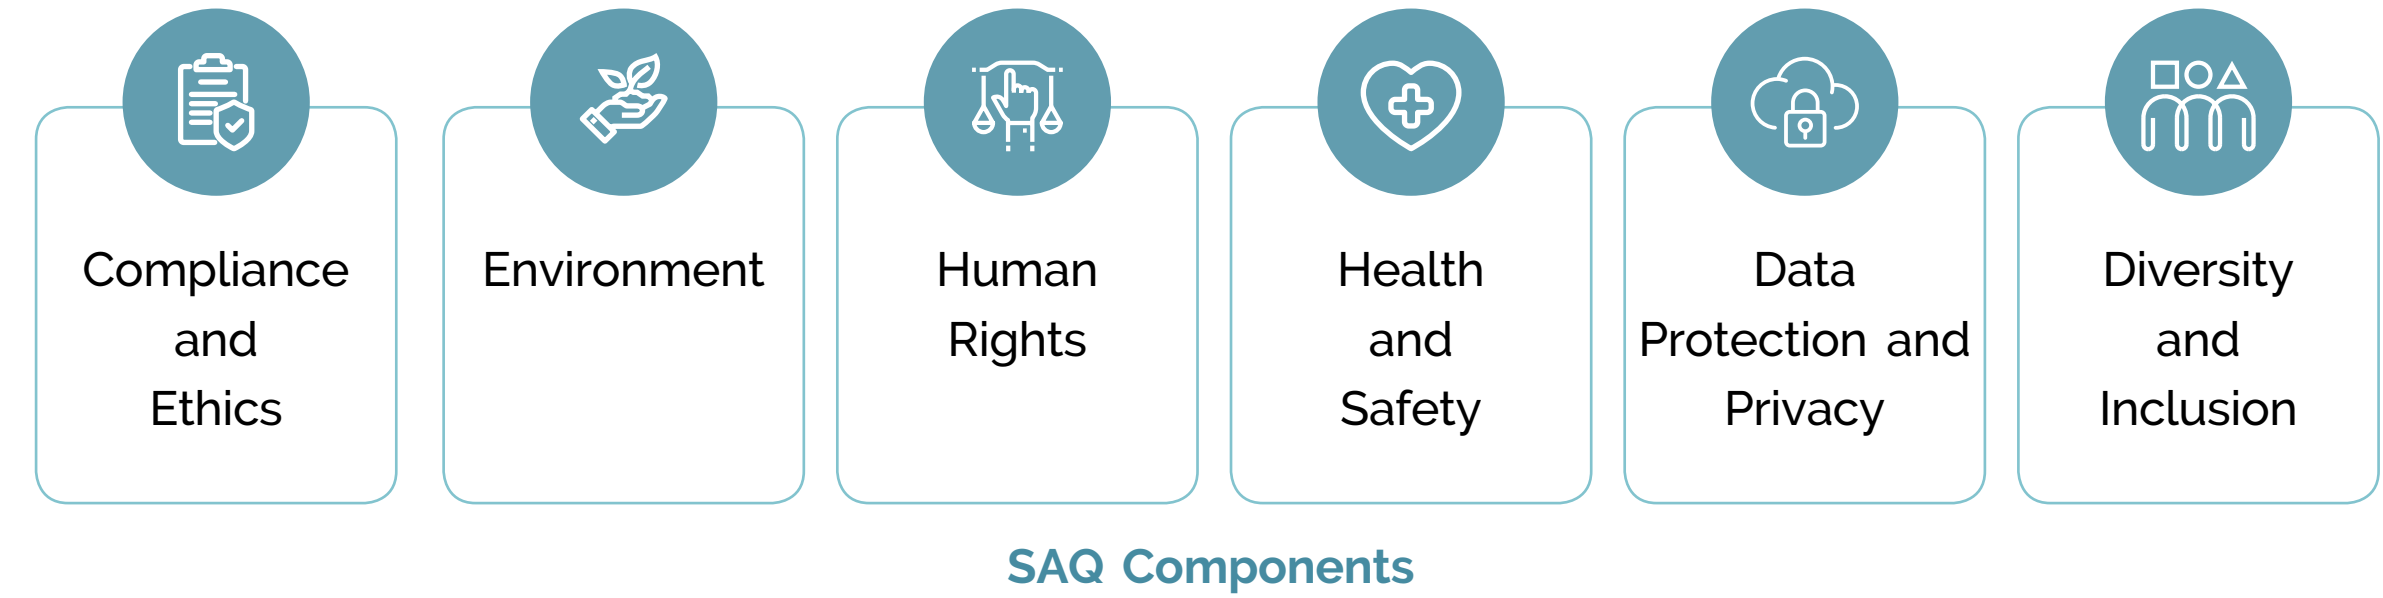 Compliance
and
Ethics
Environment
Human
Rights
Health
and
Safety
Data
Protection and
Privacy
Diversity
and
Inclusion
SAQ Components